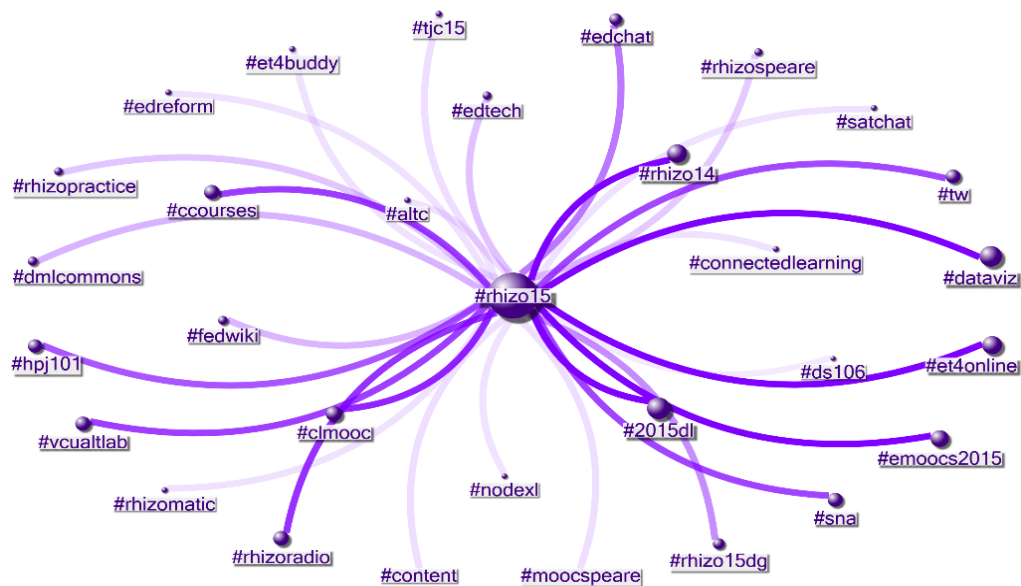 #tjc15
#edchat
#et4buddy
#rhizospeare
#edreform
#edtech
#satchat
#rhizopractice
#rhizo14
#tw
#ccourses
#altc
#dmlcommons
#connectedlearning
#dataviz
#rhizo15
#fedwiki
#hpj101
#ds106
#et4online
#vcualtlab
#clmooc
#2015dl
#emoocs2015
#rhizomatic
#nodexl
#sna
#rhizoradio
#content
#moocspeare
#rhizo15dg